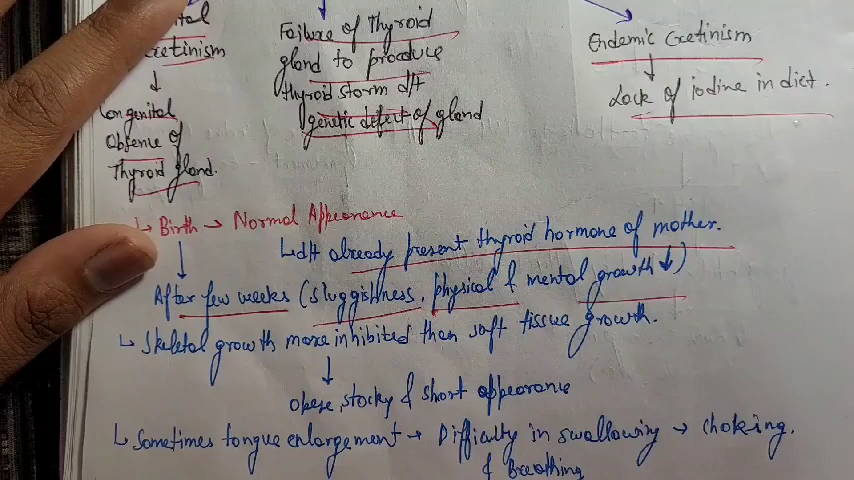 Failure of Thyroid
gland to produce
thyroid storm d/t
genetic defect of gland
Endemic Cretinism
Lack of iodine in diet.
Cretinism
Congenital
Absence of
Thyroid gland.
↳ Birth → Normal Appearance
↳ d/t already present thyroid hormone of mother.
After few weeks (sluggishness, physical & mental growth ↓)
↳ Skeletal growth more inhibited than soft tissue growth.
Obese, stocky & short appearance
↳ Sometimes tongue enlargement → Difficulty in swallowing → choking.
& Breathing